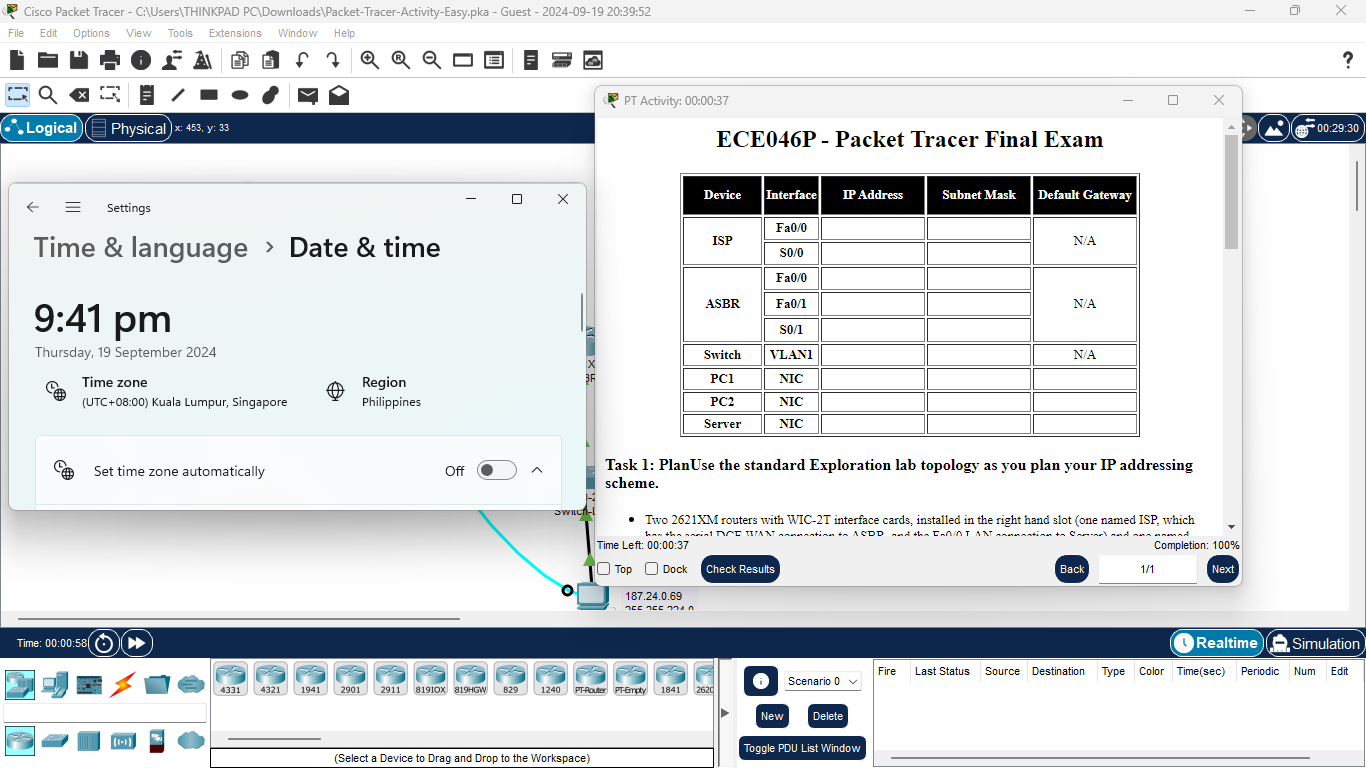 Cisco Packet Tracer - C:\Users\THINKPAD PC\Downloads\Packet-Tracer-Activity-Easy.pka - Guest - 2024-09-19 20:39:52
File Edit Options View Tools Extensions Window Help
Logical Physical x: 453, y: 33
00:29:30
Settings
Time & language > Date & time
9:41 pm
Thursday, 19 September 2024
Time zone
(UTC+08:00) Kuala Lumpur, Singapore
Region
Philippines
Set time zone automatically Off
PT Activity: 00:00:37
ECE046P - Packet Tracer Final Exam
Device Interface IP Address Subnet Mask Default Gateway
ISP Fa0/0 N/A
S0/0
ASBR Fa0/0 N/A
Fa0/1
S0/1
Switch VLAN1 N/A
PC1 NIC
PC2 NIC
Server NIC
Task 1: PlanUse the standard Exploration lab topology as you plan your IP addressing
scheme.
• Two 2621XM routers with WIC-2T interface cards, installed in the right hand slot (one named ISP, which
has the serial DCE WAN connection to ASBR, and the Fa0/0 LAN connection to Server) and one named
Time Left: 00:00:37 Completion: 100%
Top Dock Check Results Back 1/1 Next
187.24.0.69
255.255.224.0
Time: 00:00:58 Realtime Simulation
4331 4321 1941 2901 2911 819IOX 819HGW 829 1240 PT-Router PT-Empty 1841 2620
(Select a Device to Drag and Drop to the Workspace)
Scenario 0
New Delete
Toggle PDU List Window
Fire Last Status Source Destination Type Color Time(sec) Periodic Num Edit